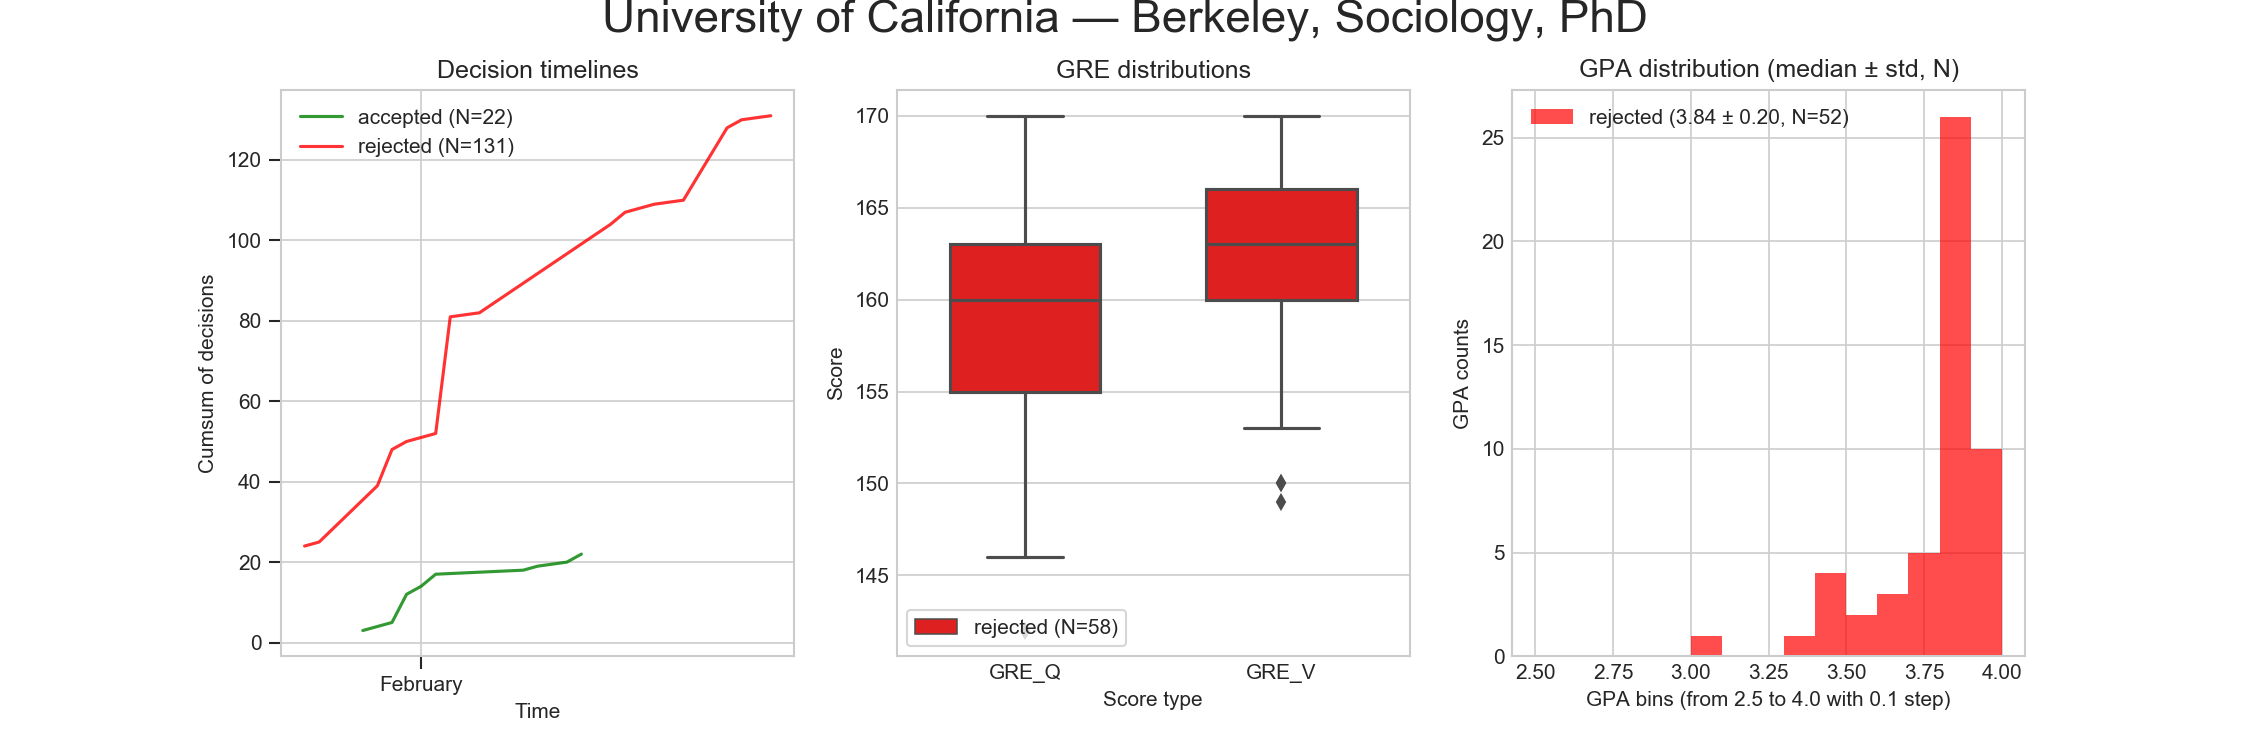 University of California — Berkeley, Sociology, PhD
Decision timelines
accepted (N=22)
rejected (N=131)
120
100
80
60
40
20
0
Cumsum of decisions
February
Time
GRE distributions
170
165
160
155
150
145
Score
rejected (N=58)
GRE_Q
GRE_V
Score type
GPA distribution (median ± std, N)
rejected (3.84 ± 0.20, N=52)
25
20
15
10
5
0
GPA counts
2.50 2.75 3.00 3.25 3.50 3.75 4.00
GPA bins (from 2.5 to 4.0 with 0.1 step)